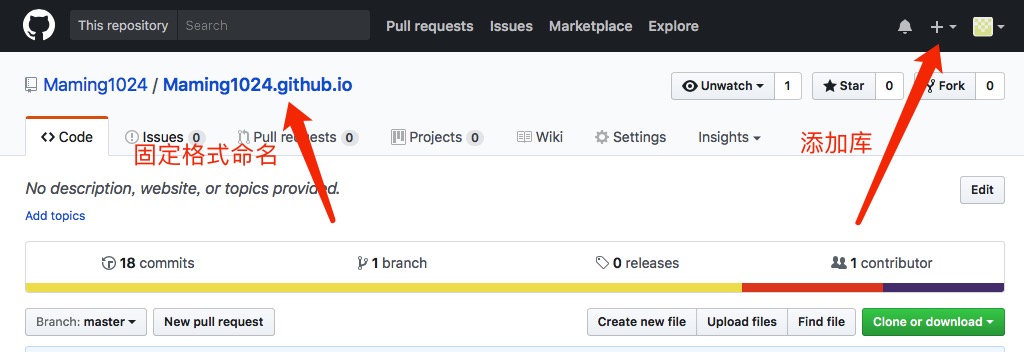 This repository Search Pull requests Issues Marketplace Explore
Maming1024 / Maming1024.github.io Unwatch 1 Star 0 Fork 0
Code Issues 0 Pull requests 0 Projects 0 Wiki Settings Insights
固定格式命名 添加库
No description, website, or topics provided. Edit
Add topics
18 commits 1 branch 0 releases 1 contributor
Branch: master New pull request Create new file Upload files Find file Clone or download